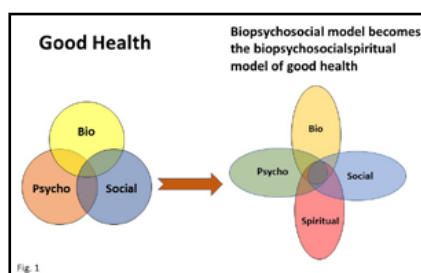 Good Health
Biopsychosocial model becomes
the biopsychosocialspiritual
model of good health
Bio
Psycho
Social
Bio
Psycho
Social
Spiritual
Fig. 1